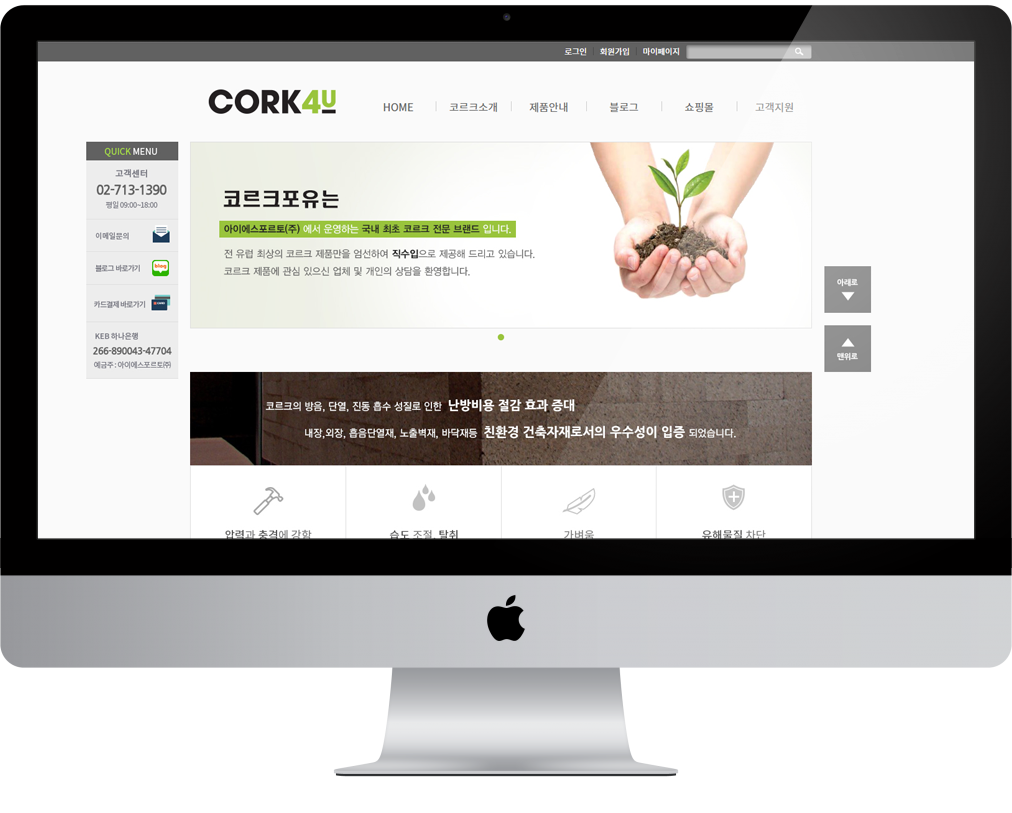 로그인 회원가입 마이페이지
CORK4U
HOME 코르크소개 제품안내 블로그 쇼핑몰 고객지원
QUICK MENU
고객센터
02-713-1390
평일 09:00~18:00
이메일문의
블로그 바로가기
blog
카드결제 바로가기
KEB 하나은행
266-890043-47704
예금주 : 아이에스포르토㈜
코르크포유는
아이에스포르토(주) 에서 운영하는 국내 최초 코르크 전문 브랜드 입니다.
전 유럽 최상의 코르크 제품만을 엄선하여 직수입으로 제공해 드리고 있습니다.
코르크 제품에 관심 있으신 업체 및 개인의 상담을 환영합니다.
아래로
맨위로
코르크의 방음, 단열, 진동 흡수 성질로 인한 난방비용 절감 효과 증대
내장,외장, 흡음단열재, 노출벽재, 바닥재등 친환경 건축자재로서의 우수성이 입증 되었습니다.
압력과 충격에 강함 습도 조절, 탈취 가벼움 유해물질 차단